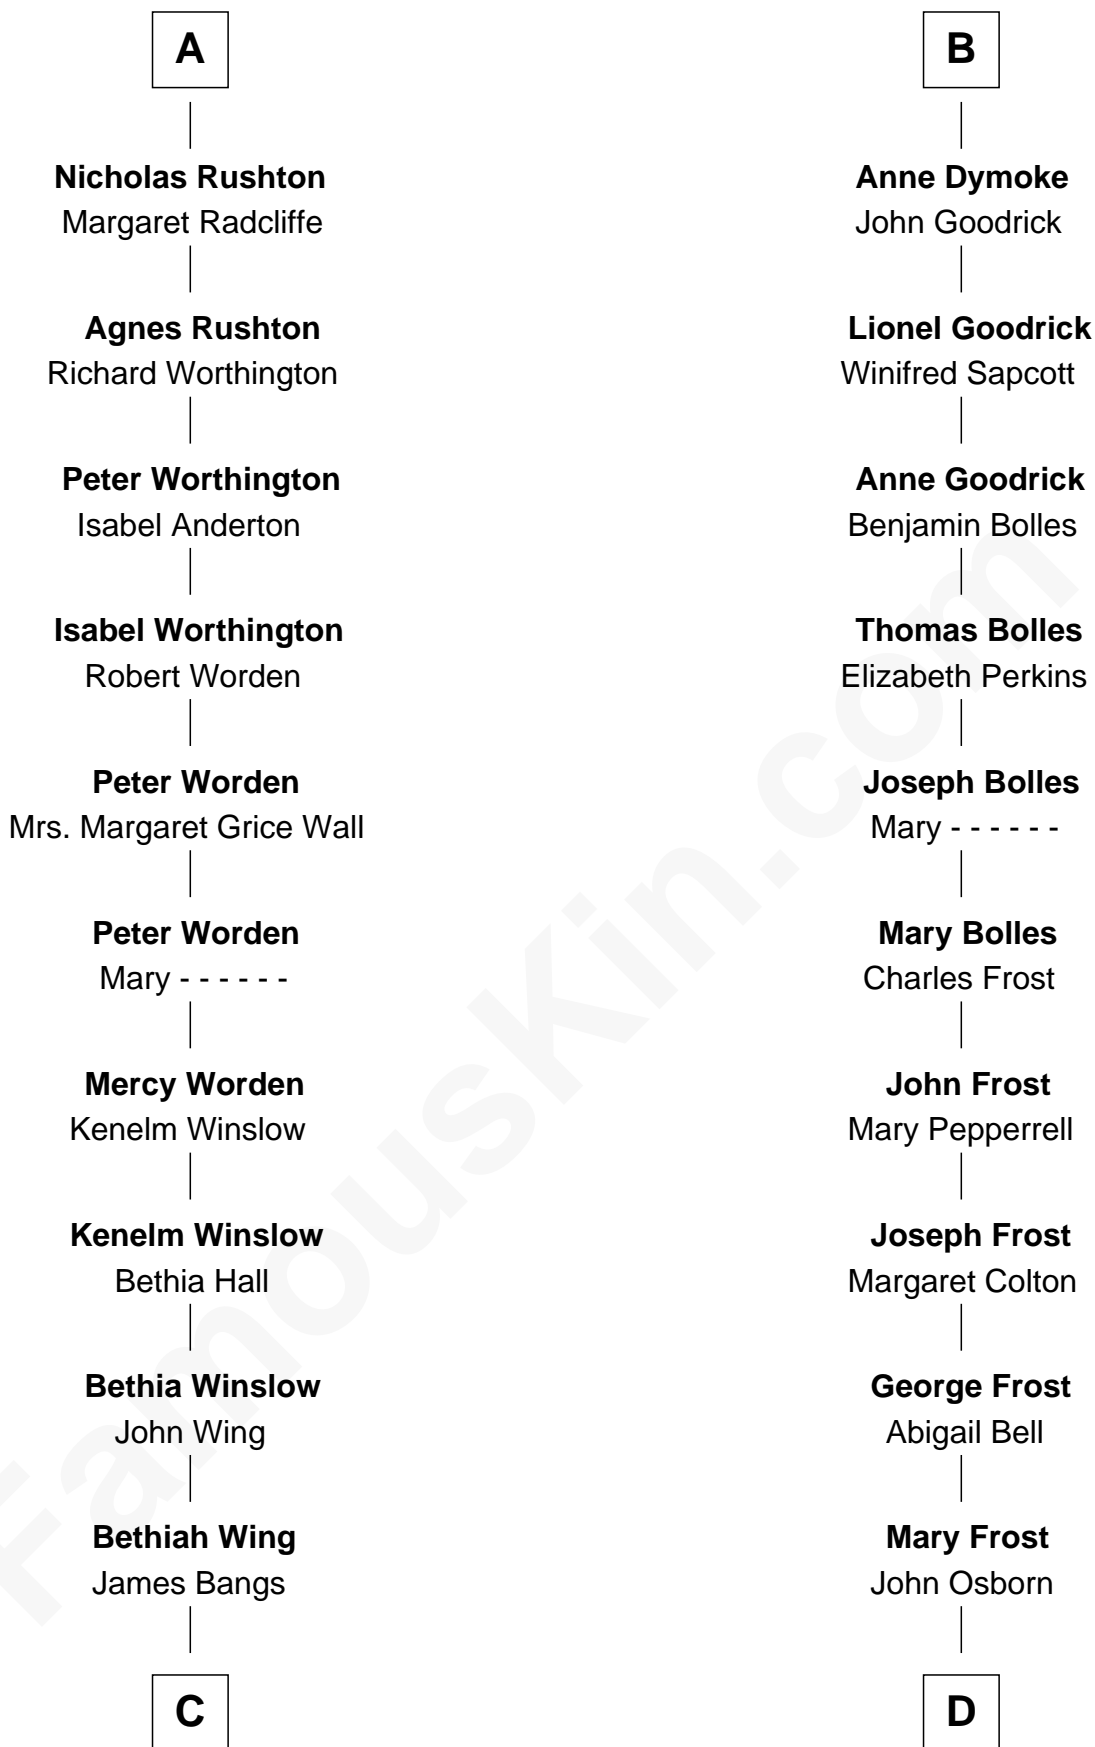 A
Nicholas Rushton
Margaret Radcliffe
Agnes Rushton
Richard Worthington
Peter Worthington
Isabel Anderton
Isabel Worthington
Robert Worden
Peter Worden
Mrs. Margaret Grice Wall
Peter Worden
Mary - - - - - -
Mercy Worden
Kenelm Winslow
Kenelm Winslow
Bethia Hall
Bethia Winslow
John Wing
Bethiah Wing
James Bangs
C
B
Anne Dymoke
John Goodrick
Lionel Goodrick
Winifred Sapcott
Anne Goodrick
Benjamin Bolles
Thomas Bolles
Elizabeth Perkins
Joseph Bolles
Mary - - - - - -
Mary Bolles
Charles Frost
John Frost
Mary Pepperrell
Joseph Frost
Margaret Colton
George Frost
Abigail Bell
Mary Frost
John Osborn
D
FamousKin.com